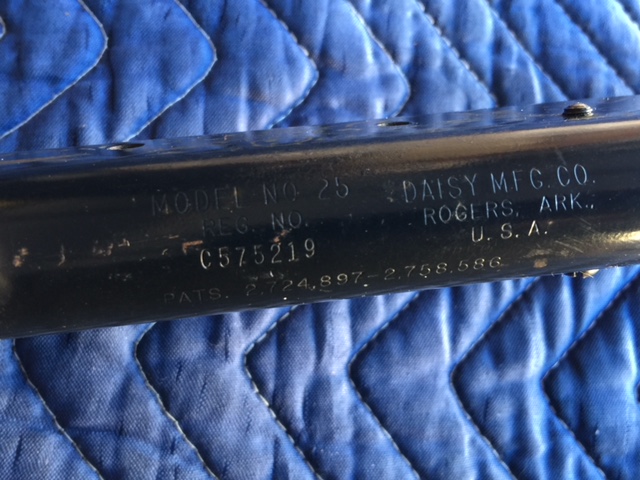 MODEL NO 25
REG. NO.
C575219
DAISY MFG. CO.
ROGERS, ARK.,
U.S.A.
PATS. 2,724,897-2,758,586